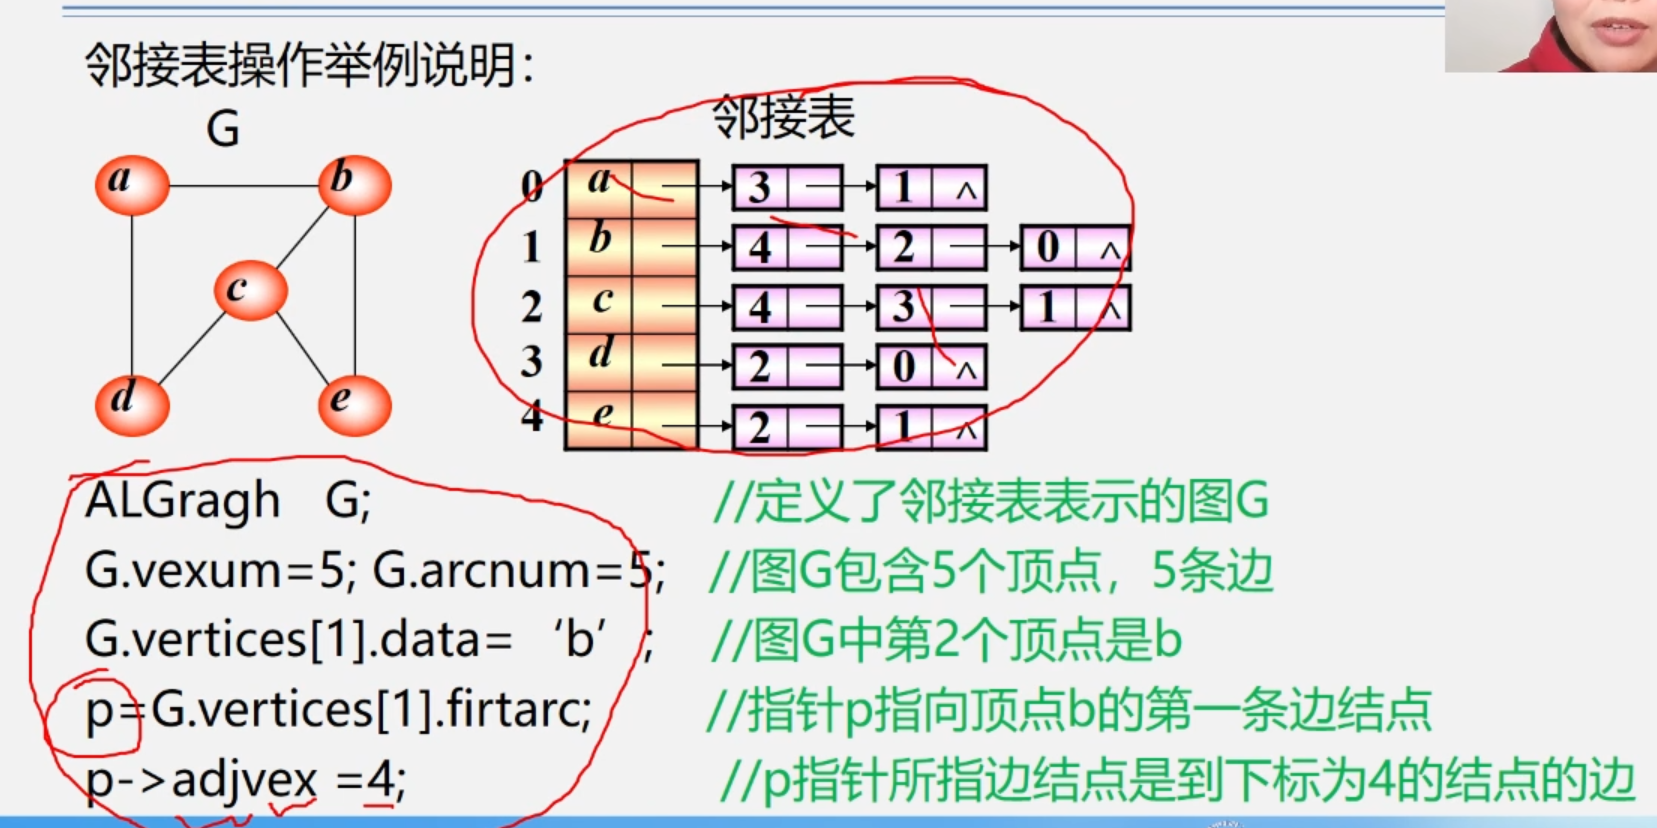 邻接表操作举例说明：
G
a b
c
d e
邻接表
0 a 3 1 ^
1 b 4 2 0 ^
2 c 4 3 1 ^
3 d 2 0 ^
4 e 2 1 ^
ALGragh G; //定义了邻接表表示的图G
G.vexum=5; G.arcnum=5; //图G包含5个顶点，5条边
G.vertices[1].data= ‘b’ ; //图G中第2个顶点是b
p=G.vertices[1].firtarc; //指针p指向顶点b的第一条边结点
p->adjvex =4; //p指针所指边结点是到下标为4的结点的边